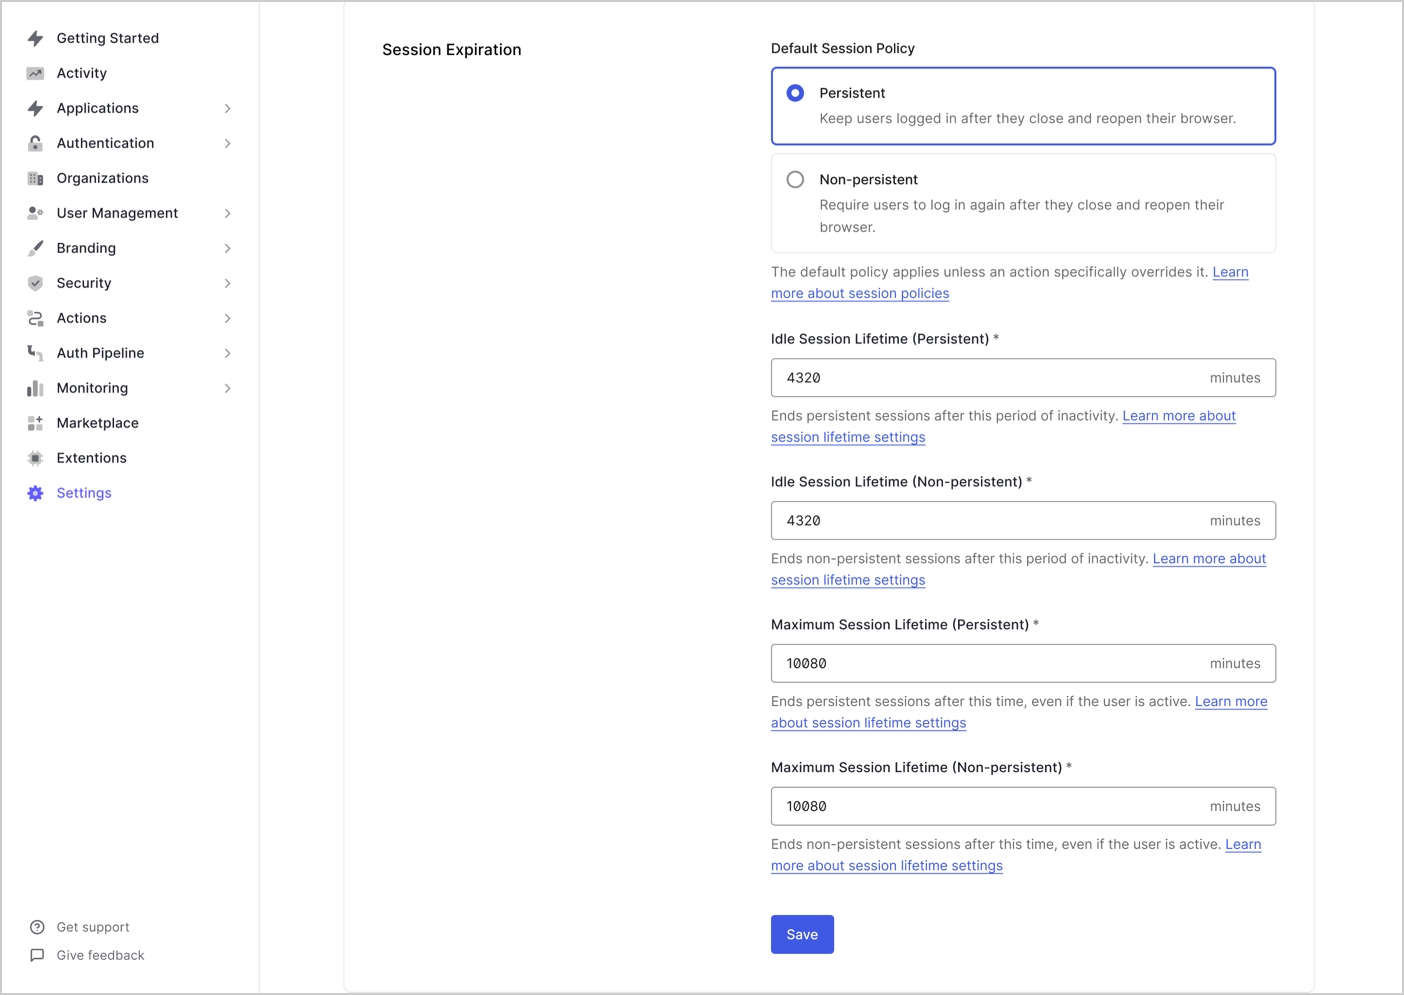 Getting Started
Activity
Applications
Authentication
Organizations
User Management
Branding
Security
Actions
Auth Pipeline
Monitoring
Marketplace
Extentions
Settings
Get support
Give feedback
Session Expiration
Default Session Policy
Persistent
Keep users logged in after they close and reopen their browser.
Non-persistent
Require users to log in again after they close and reopen their
browser.
The default policy applies unless an action specifically overrides it. Learn
more about session policies
Idle Session Lifetime (Persistent) *
4320 minutes
Ends persistent sessions after this period of inactivity. Learn more about
session lifetime settings
Idle Session Lifetime (Non-persistent) *
4320 minutes
Ends non-persistent sessions after this period of inactivity. Learn more about
session lifetime settings
Maximum Session Lifetime (Persistent) *
10080 minutes
Ends persistent sessions after this time, even if the user is active. Learn more
about session lifetime settings
Maximum Session Lifetime (Non-persistent) *
10080 minutes
Ends non-persistent sessions after this time, even if the user is active. Learn
more about session lifetime settings
Save